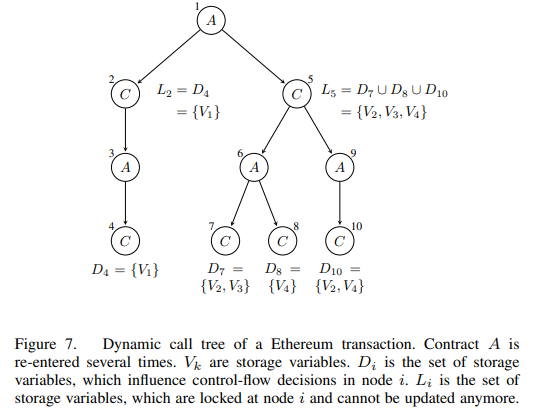 1
A
2
C
L2 = D4
= {V1}
5
C
L5 = D7 ∪ D8 ∪ D10
= {V2, V3, V4}
3
A
6
A
9
A
4
C
7
C
8
C
10
C
D4 = {V1}
D7 =
{V2, V3}
D8 =
{V4}
D10 =
{V2, V4}
Figure 7. Dynamic call tree of a Ethereum transaction. Contract A is
re-entered several times. Vk are storage variables. Di is the set of storage
variables, which influence control-flow decisions in node i. Li is the set of
storage variables, which are locked at node i and cannot be updated anymore.